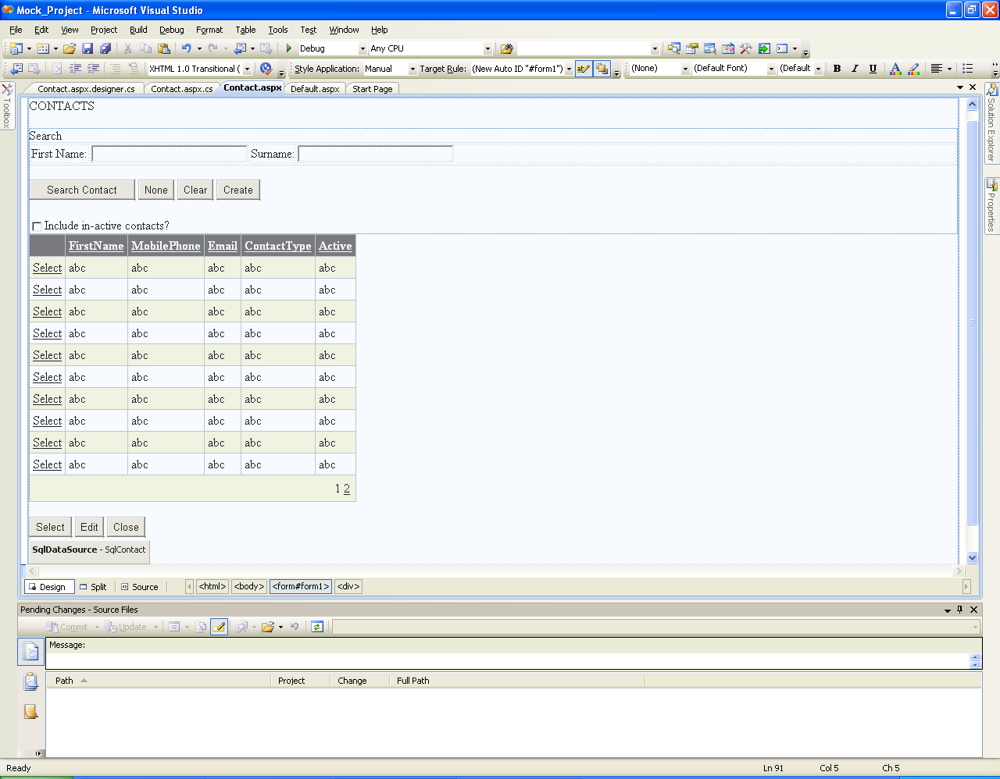 Mock_Project - Microsoft Visual Studio
File Edit View Project Build Debug Format Table Tools Test Window Help
Debug Any CPU
XHTML 1.0 Transitional ( Style Application: Manual Target Rule: (New Auto ID "#form1") (None) (Default Font) (Default B I U
Contact.aspx.designer.cs Contact.aspx.cs Contact.aspx Default.aspx Start Page
Toolbox
Solution Explorer
Properties
CONTACTS
Search
First Name: Surname:
Search Contact None Clear Create
Include in-active contacts?
FirstName MobilePhone Email ContactType Active
Select abc abc abc abc abc
Select abc abc abc abc abc
Select abc abc abc abc abc
Select abc abc abc abc abc
Select abc abc abc abc abc
Select abc abc abc abc abc
Select abc abc abc abc abc
Select abc abc abc abc abc
Select abc abc abc abc abc
Select abc abc abc abc abc
1 2
Select Edit Close
SqlDataSource - SqlContact
Design Split Source <html> <body> <form#form1> <div>
Pending Changes - Source Files
Commit Update
Message:
Path Project Change Full Path
Ready Ln 91 Col 5 Ch 5